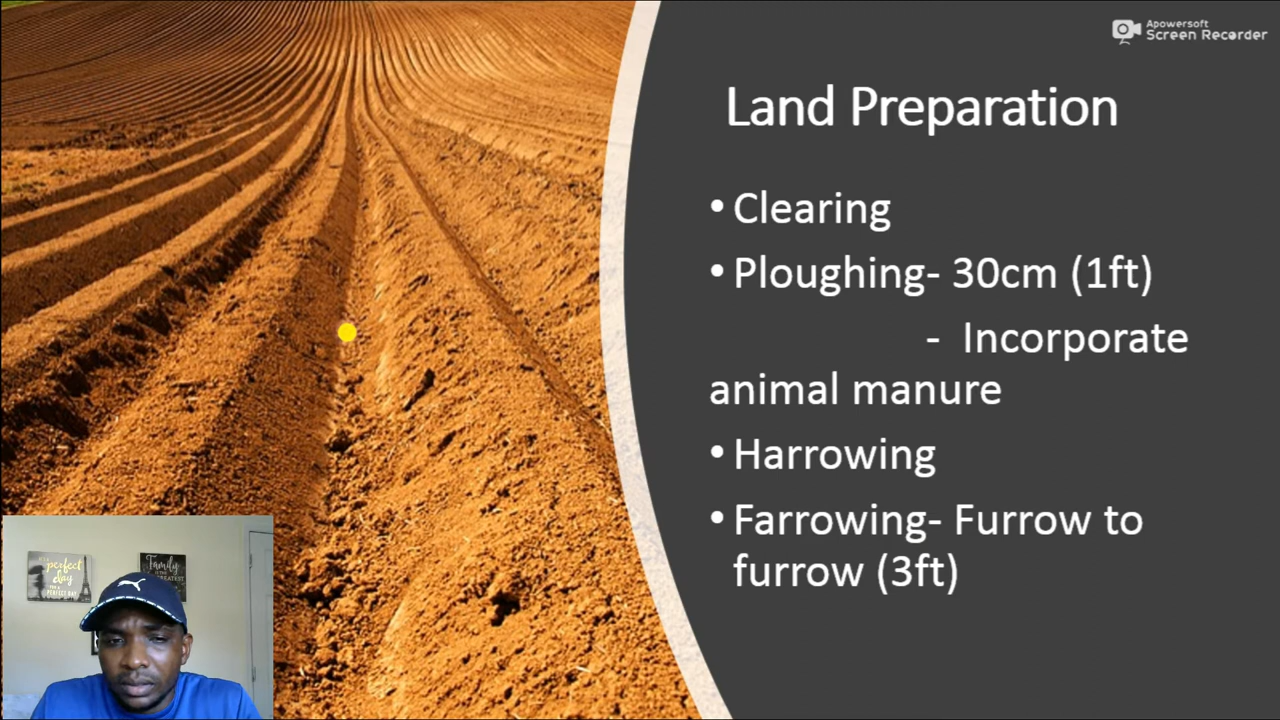 Apowersoft
Screen Recorder
Land Preparation
• Clearing
• Ploughing- 30cm (1ft)
- Incorporate
animal manure
• Harrowing
• Farrowing- Furrow to
furrow (3ft)
perfect
day
Family